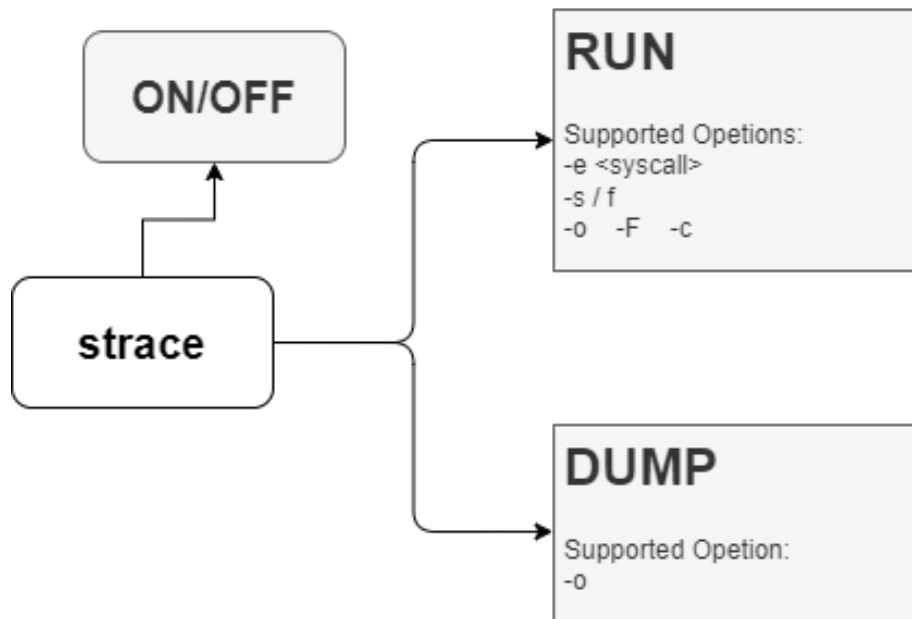 ON/OFF
strace
RUN
Supported Opetions:
-e <syscall>
-s / f
-o -F -c
DUMP
Supported Opetion:
-o